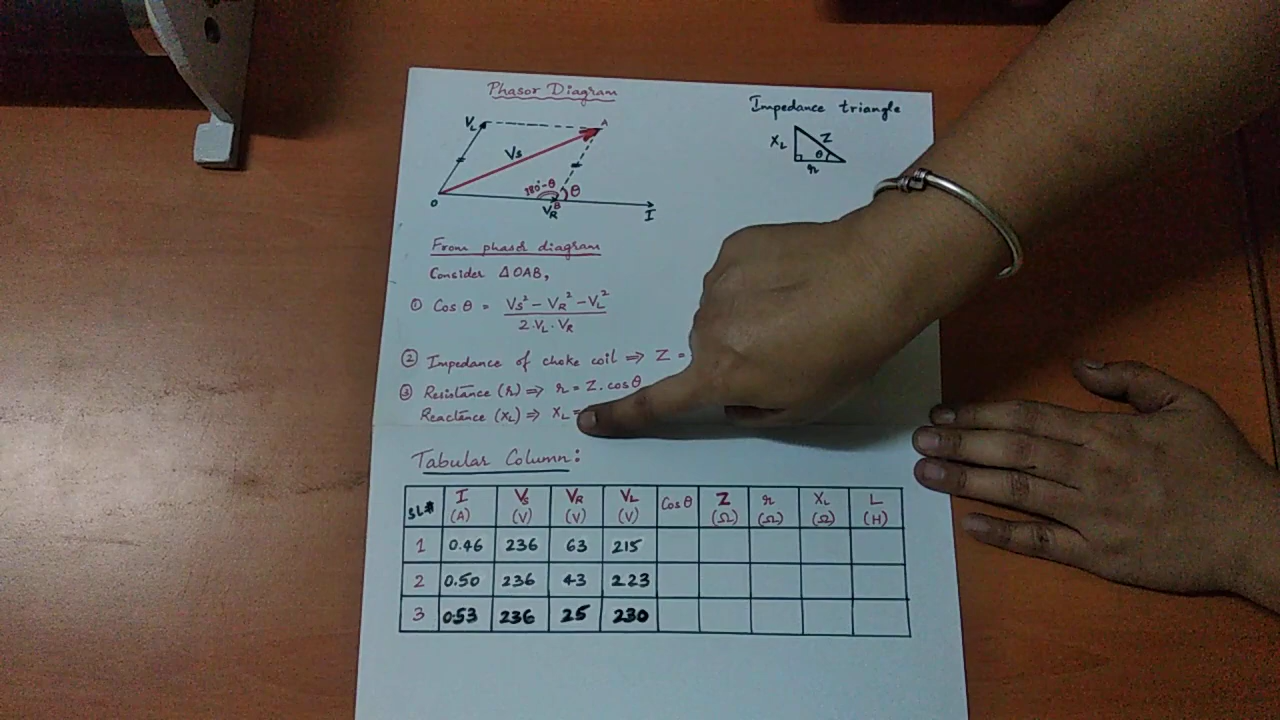 Phasor Diagram
Impedance triangle
VL
A
Vs
180°-θ
θ
O
VR
B
I
XL
Z
θ
r
From phasor diagram
Consider ΔOAB,
① Cos θ = Vs² - VR² - VL² / 2·VL·VR
② Impedance of choke coil ⇒ Z =
③ Resistance (r) ⇒ r = Z.cosθ
Reactance (XL) ⇒ XL =
Tabular Column:
SL# I (A) Vs (V) VR (V) VL (V) Cosθ Z (Ω) r (Ω) XL (Ω) L (H)
1 0.46 236 63 215
2 0.50 236 43 223
3 0.53 236 25 230